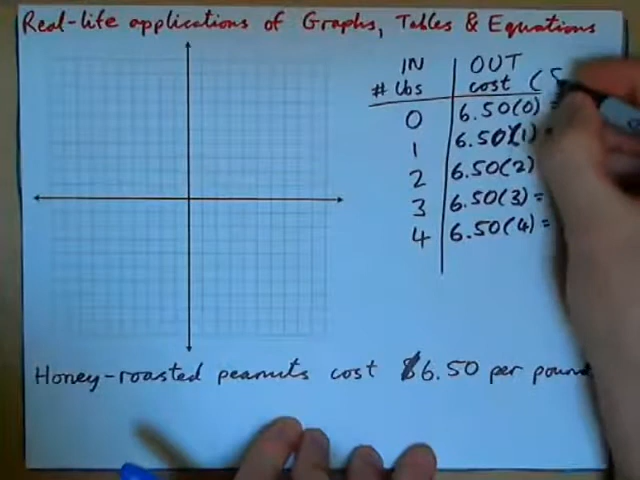 Real-life applications of Graphs, Tables & Equations
IN OUT
# lbs cost (
0 6.50(0) =
1 6.50(1) =
2 6.50(2)
3 6.50(3) =
4 6.50(4) =
Honey-roasted peanuts cost $6.50 per pound